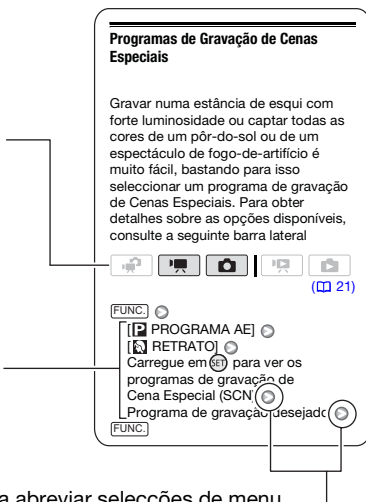 Programas de Gravação de Cenas
Especiais
Gravar numa estância de esqui com
forte luminosidade ou captar todas as
cores de um pôr-do-sol ou de um
espectáculo de fogo-de-artifício é
muito fácil, bastando para isso
seleccionar um programa de gravação
de Cenas Especiais. Para obter
detalhes sobre as opções disponíveis,
consulte a seguinte barra lateral
( 21)
FUNC.
[P PROGRAMA AE]
[ RETRATO]
Carregue em SET para ver os
programas de gravação de
Cena Especial (SCN)
Programa de gravação desejado
FUNC.
a abreviar selecções de menu